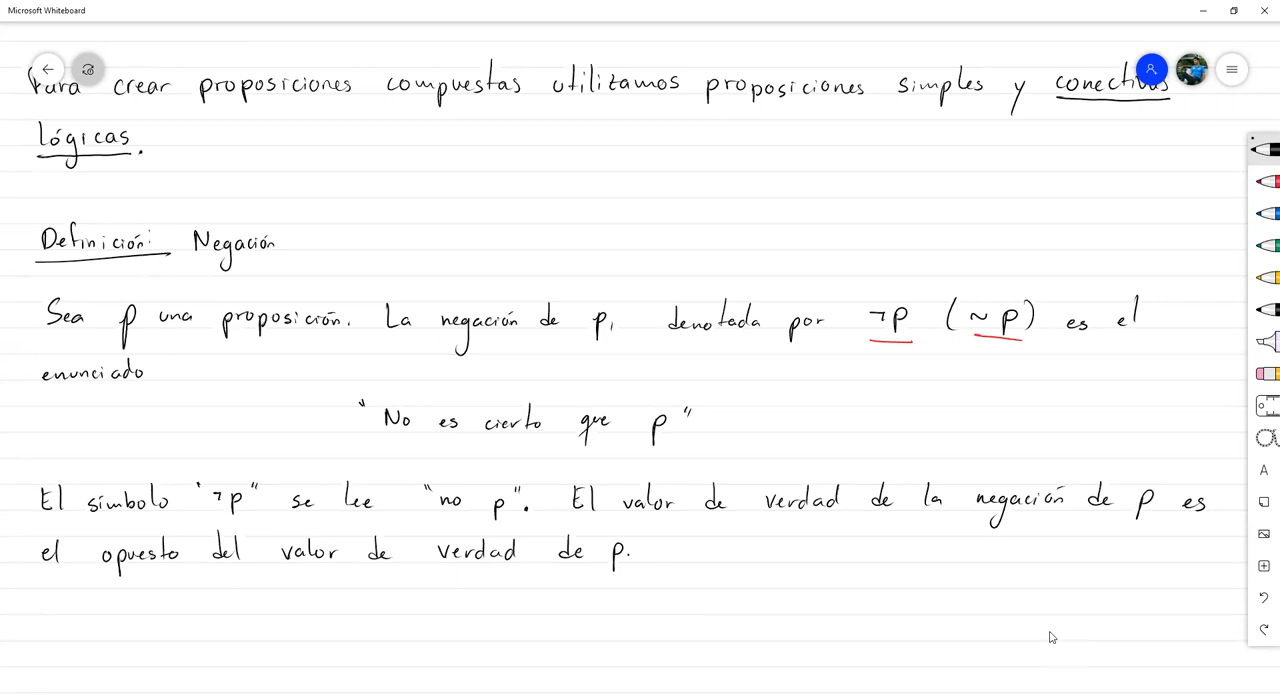 Microsoft Whiteboard
Para crear proposiciones compuestas utilizamos proposiciones simples y conectivas
lógicas.
Definición: Negación
Sea p una proposición. La negación de p, denotada por ¬p (~p) es el
enunciado
"No es cierto que p"
El símbolo "¬p" se lee "no p". El valor de verdad de la negación de p es
el opuesto del valor de verdad de p.
A